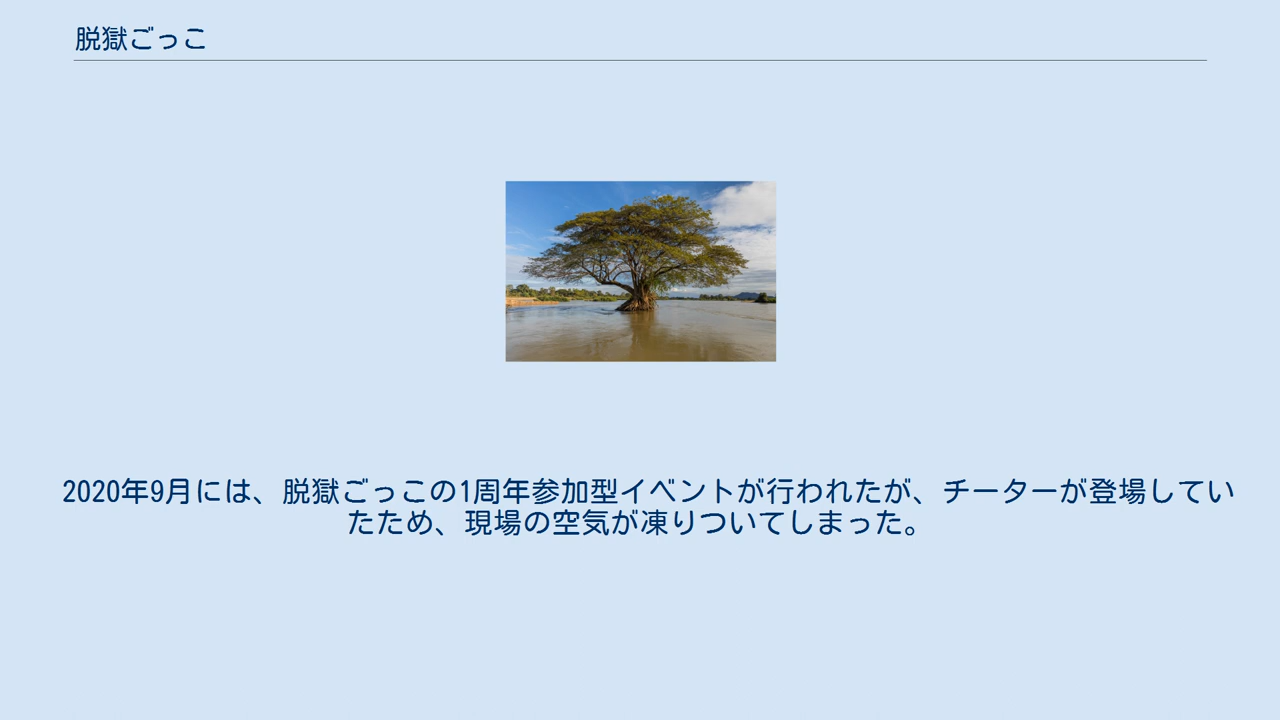 脱獄ごっこ
2020年9月には、脱獄ごっこの1周年参加型イベントが行われたが、チーターが登場してい
たため、現場の空気が凍りついてしまった。